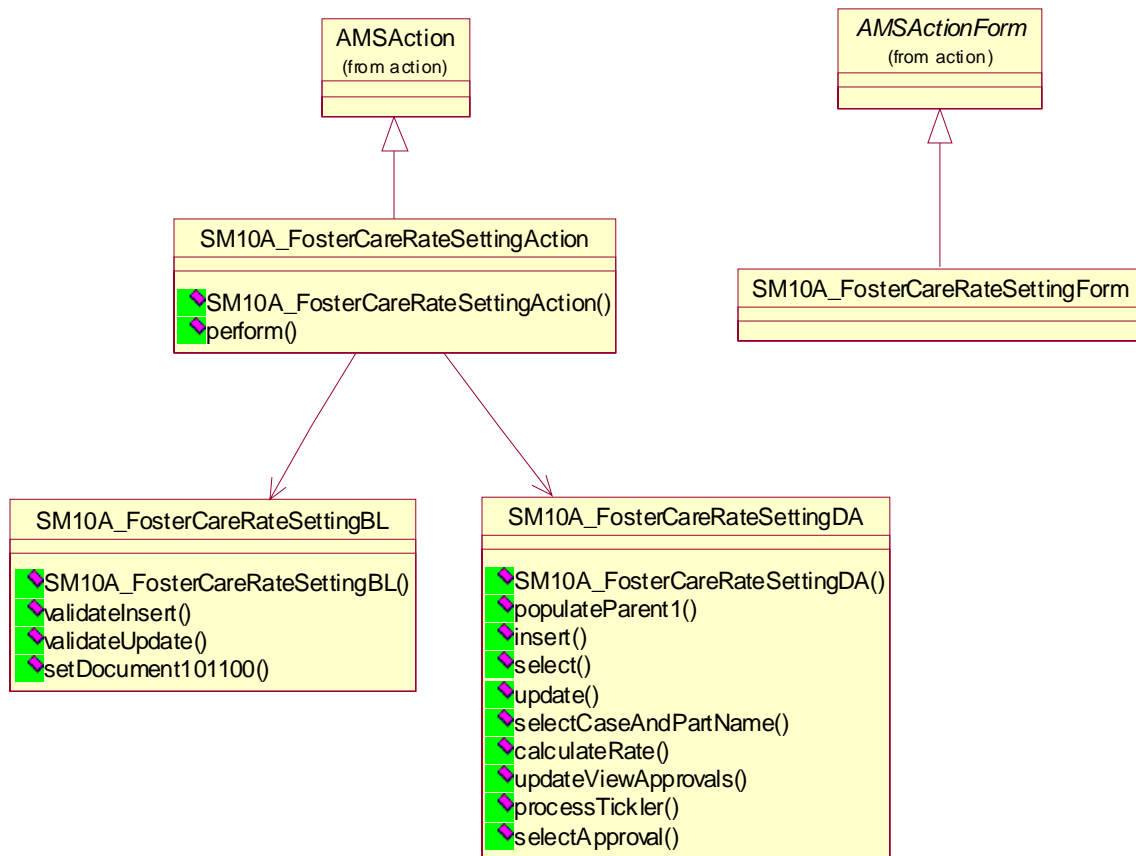 AMSAction
(from action)
AMSActionForm
(from action)
SM10A_FosterCareRateSettingAction
SM10A_FosterCareRateSettingAction()
perform()
SM10A_FosterCareRateSettingForm
SM10A_FosterCareRateSettingBL
SM10A_FosterCareRateSettingBL()
validateInsert()
validateUpdate()
setDocument101100()
SM10A_FosterCareRateSettingDA
SM10A_FosterCareRateSettingDA()
populateParent1()
insert()
select()
update()
selectCaseAndPartName()
calculateRate()
updateViewApprovals()
processTickler()
selectApproval()